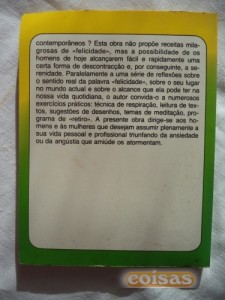 contemporâneos ? Esta obra não propõe receitas mila-
grosas de «felicidade», mas a possibilidade de os
homens de hoje alcançarem fácil e rapidamente uma
certa forma de descontracção e, por conseguinte, a se-
renidade. Paralelamente a uma série de reflexões sobre
o sentido real da palavra «felicidade», sobre o seu lugar
no mundo actual e sobre o alcance que ela pode ter na
nossa vida quotidiana, o autor convida-o a numerosos
exercícios práticos: técnica de respiração, leitura de tex-
tos, sugestões de desenhos, temas de meditação, pro-
grama de «retiro». A presente obra dirige-se aos ho-
mens e às mulheres que desejam assumir plenamente a
sua vida pessoal e profissional triunfando da ansiedade
ou da angústia que amiúde os atormentam.
coisas